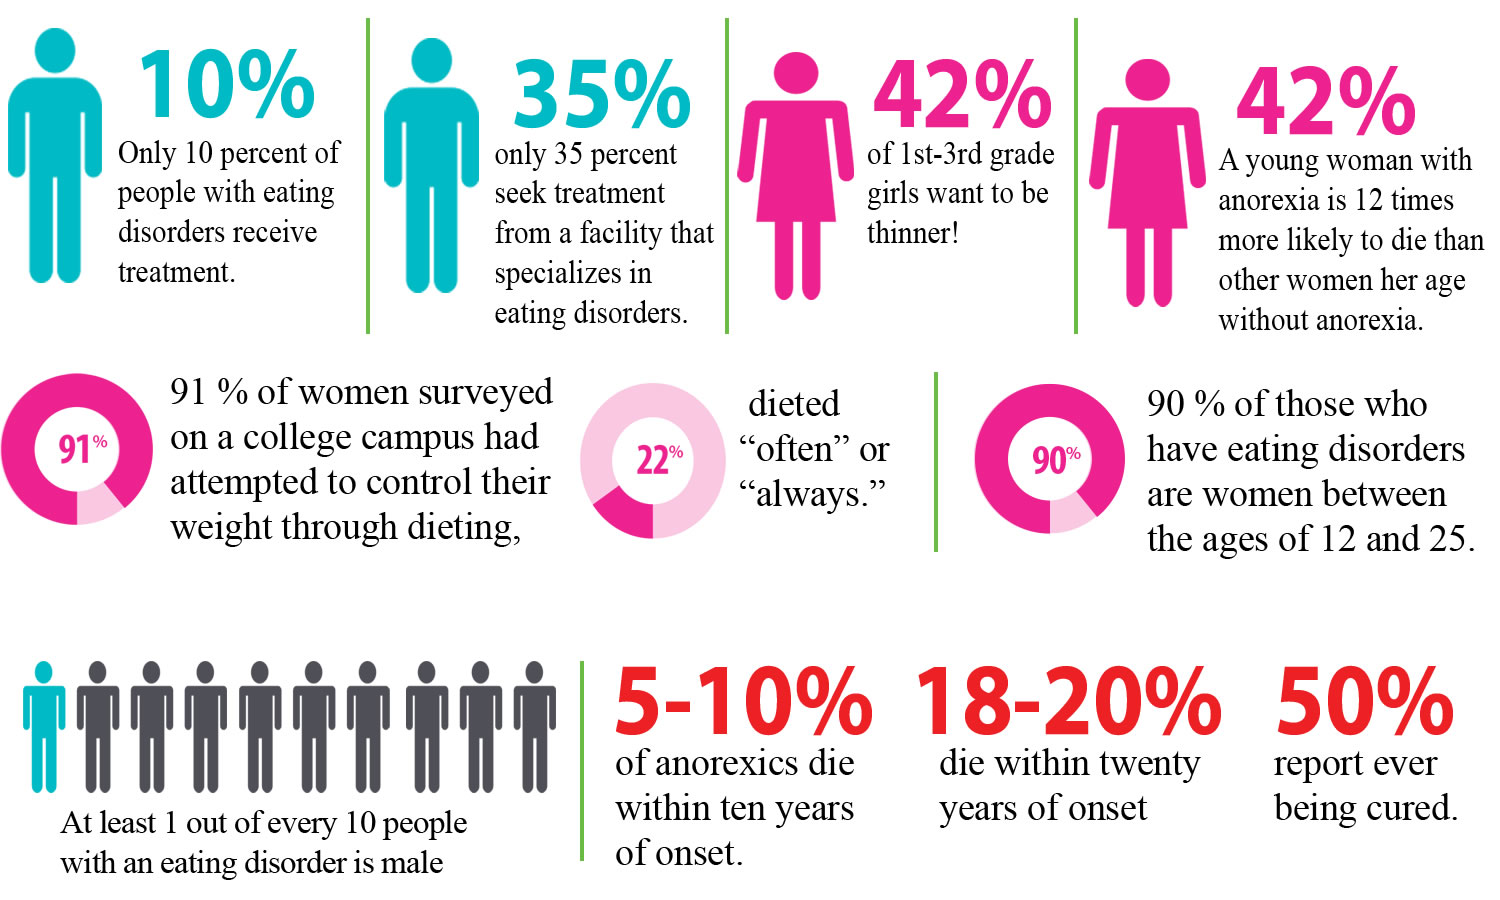 10%
Only 10 percent of
people with eating
disorders receive
treatment.
35%
only 35 percent
seek treatment
from a facility that
specializes in
eating disorders.
42%
of 1st-3rd grade
girls want to be
thinner!
42%
A young woman with
anorexia is 12 times
more likely to die than
other women her age
without anorexia.
91%
91 % of women surveyed
on a college campus had
attempted to control their
weight through dieting,
22%
dieted
“often” or
“always.”
90%
90 % of those who
have eating disorders
are women between
the ages of 12 and 25.
At least 1 out of every 10 people
with an eating disorder is male
5-10%
of anorexics die
within ten years
of onset.
18-20%
die within twenty
years of onset
50%
report ever
being cured.